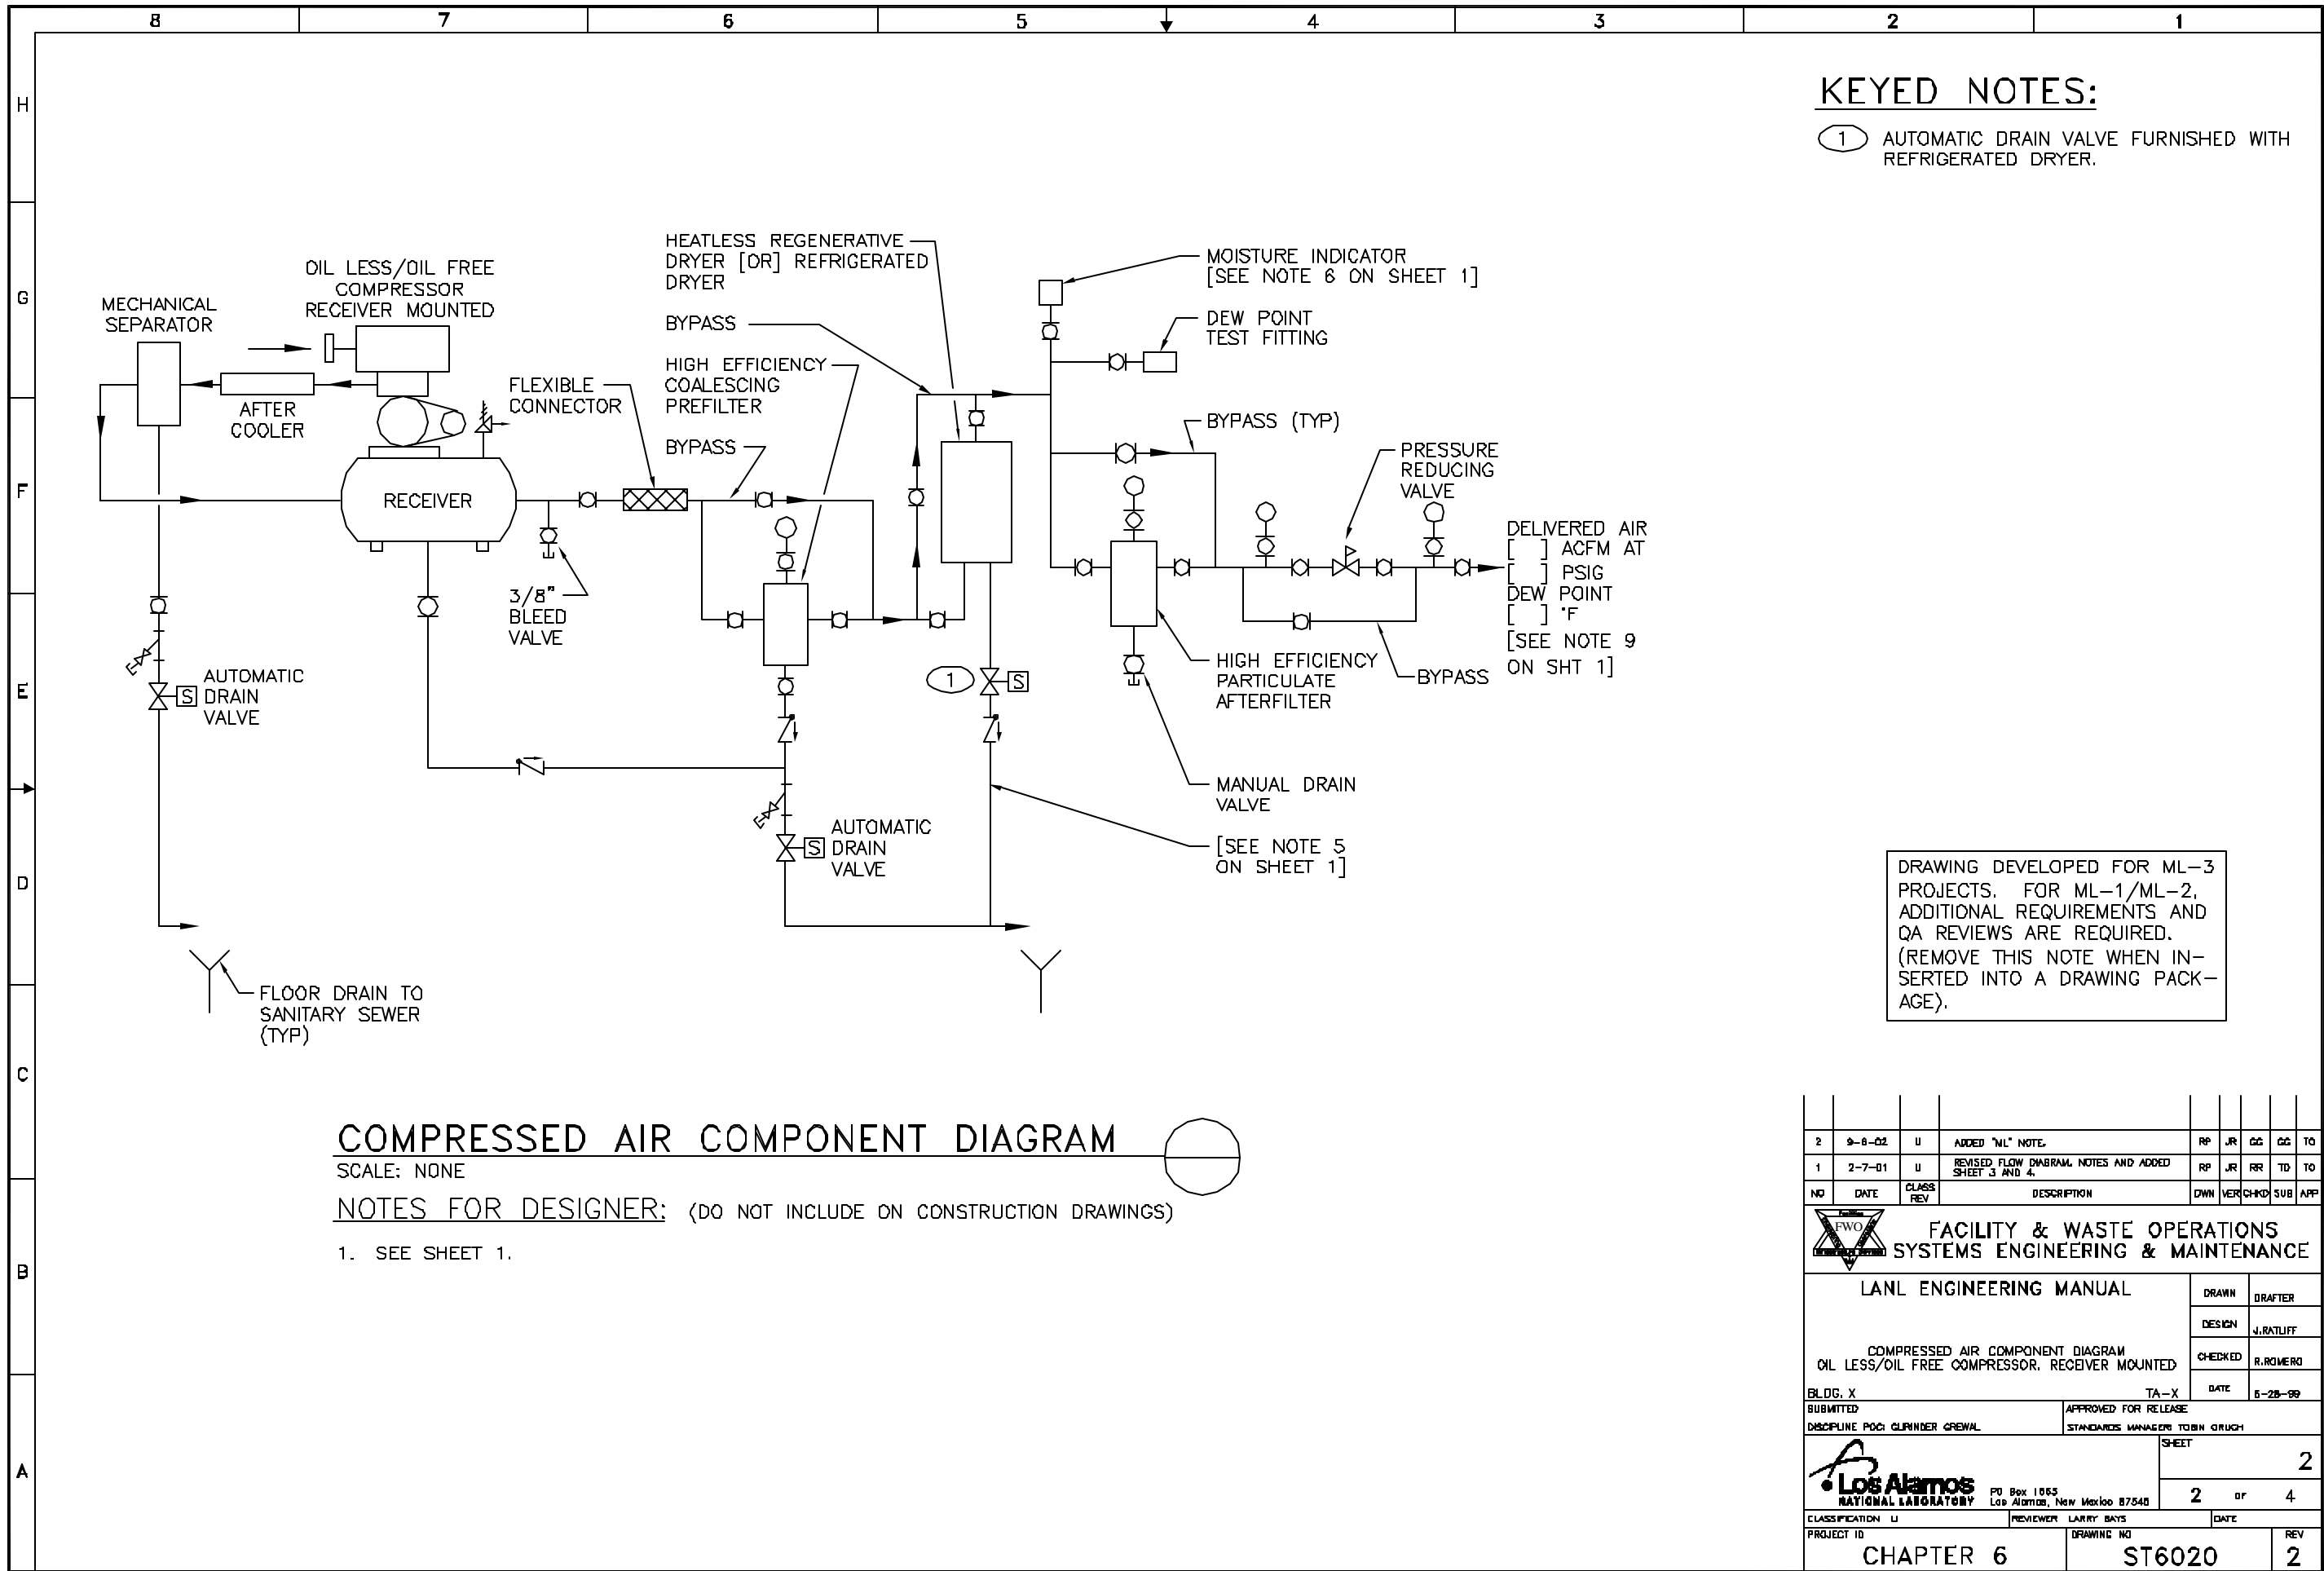 8 7 6 5 4 3 2 1
H
G
F
E
D
C
B
A
KEYED NOTES:
1 AUTOMATIC DRAIN VALVE FURNISHED WITH
REFRIGERATED DRYER.
MECHANICAL
SEPARATOR
OIL LESS/OIL FREE
COMPRESSOR
RECEIVER MOUNTED
AFTER
COOLER
RECEIVER
FLEXIBLE
CONNECTOR
3/8"
BLEED
VALVE
HEATLESS REGENERATIVE
DRYER [OR] REFRIGERATED
DRYER
BYPASS
HIGH EFFICIENCY
COALESCING
PREFILTER
BYPASS
MOISTURE INDICATOR
[SEE NOTE 6 ON SHEET 1]
DEW POINT
TEST FITTING
BYPASS (TYP)
PRESSURE
REDUCING
VALVE
DELIVERED AIR
[ ] ACFM AT
[ ] PSIG
DEW POINT
[ ] °F
[SEE NOTE 9
ON SHT 1]
BYPASS
HIGH EFFICIENCY
PARTICULATE
AFTERFILTER
1
S
MANUAL DRAIN
VALVE
[SEE NOTE 5
ON SHEET 1]
S
AUTOMATIC
DRAIN
VALVE
S
AUTOMATIC
DRAIN
VALVE
FLOOR DRAIN TO
SANITARY SEWER
(TYP)
DRAWING DEVELOPED FOR ML-3
PROJECTS. FOR ML-1/ML-2,
ADDITIONAL REQUIREMENTS AND
QA REVIEWS ARE REQUIRED.
(REMOVE THIS NOTE WHEN IN-
SERTED INTO A DRAWING PACK-
AGE).
COMPRESSED AIR COMPONENT DIAGRAM
SCALE: NONE
NOTES FOR DESIGNER: (DO NOT INCLUDE ON CONSTRUCTION DRAWINGS)
1. SEE SHEET 1.
2 9-6-02 U ADDED "ML" NOTE. RP JR GG GG TO
1 2-7-01 U REVISED FLOW DIAGRAM, NOTES AND ADDED
SHEET 3 AND 4. RP JR RR TD TO
NO DATE CLASS
REV DESCRIPTION DWN VER CHKD SUB APP
FWO
FACILITY & WASTE OPERATIONS
SYSTEMS ENGINEERING & MAINTENANCE
LANL ENGINEERING MANUAL
COMPRESSED AIR COMPONENT DIAGRAM
OIL LESS/OIL FREE COMPRESSOR, RECEIVER MOUNTED
BLDG. X TA-X
DRAWN DRAFTER
DESIGN J.RATLIFF
CHECKED R.ROMERO
DATE 5-28-99
SUBMITTED
DISCIPLINE POC: GURINDER GREWAL
APPROVED FOR RELEASE
STANDARDS MANAGER: TOBIN ORUCH
Los Alamos
NATIONAL LABORATORY
PO Box 1663
Los Alamos, New Mexico 87545
SHEET
2
2 OF 4
CLASSIFICATION U REVIEWER LARRY BAYS DATE
PROJECT ID
CHAPTER 6
DRAWING NO
ST6020
REV
2